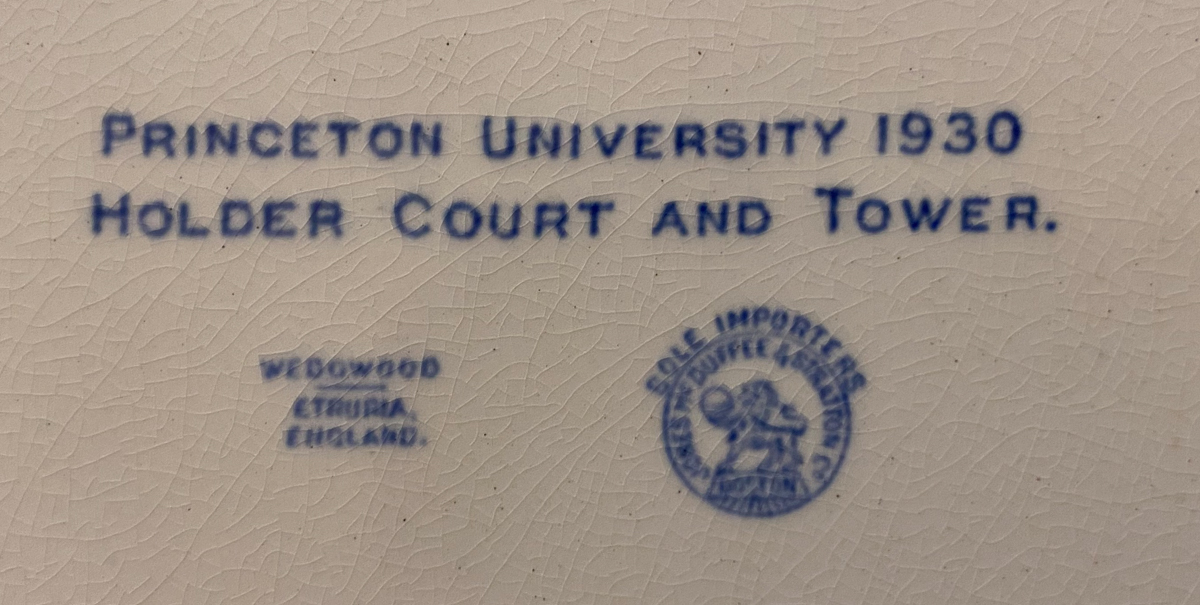 PRINCETON UNIVERSITY 1930
HOLDER COURT AND TOWER.
WEDGWOOD
ETRURIA,
ENGLAND.
SOLE IMPORTERS
JONES McDUFFEE & STRATTON Co
BOSTON